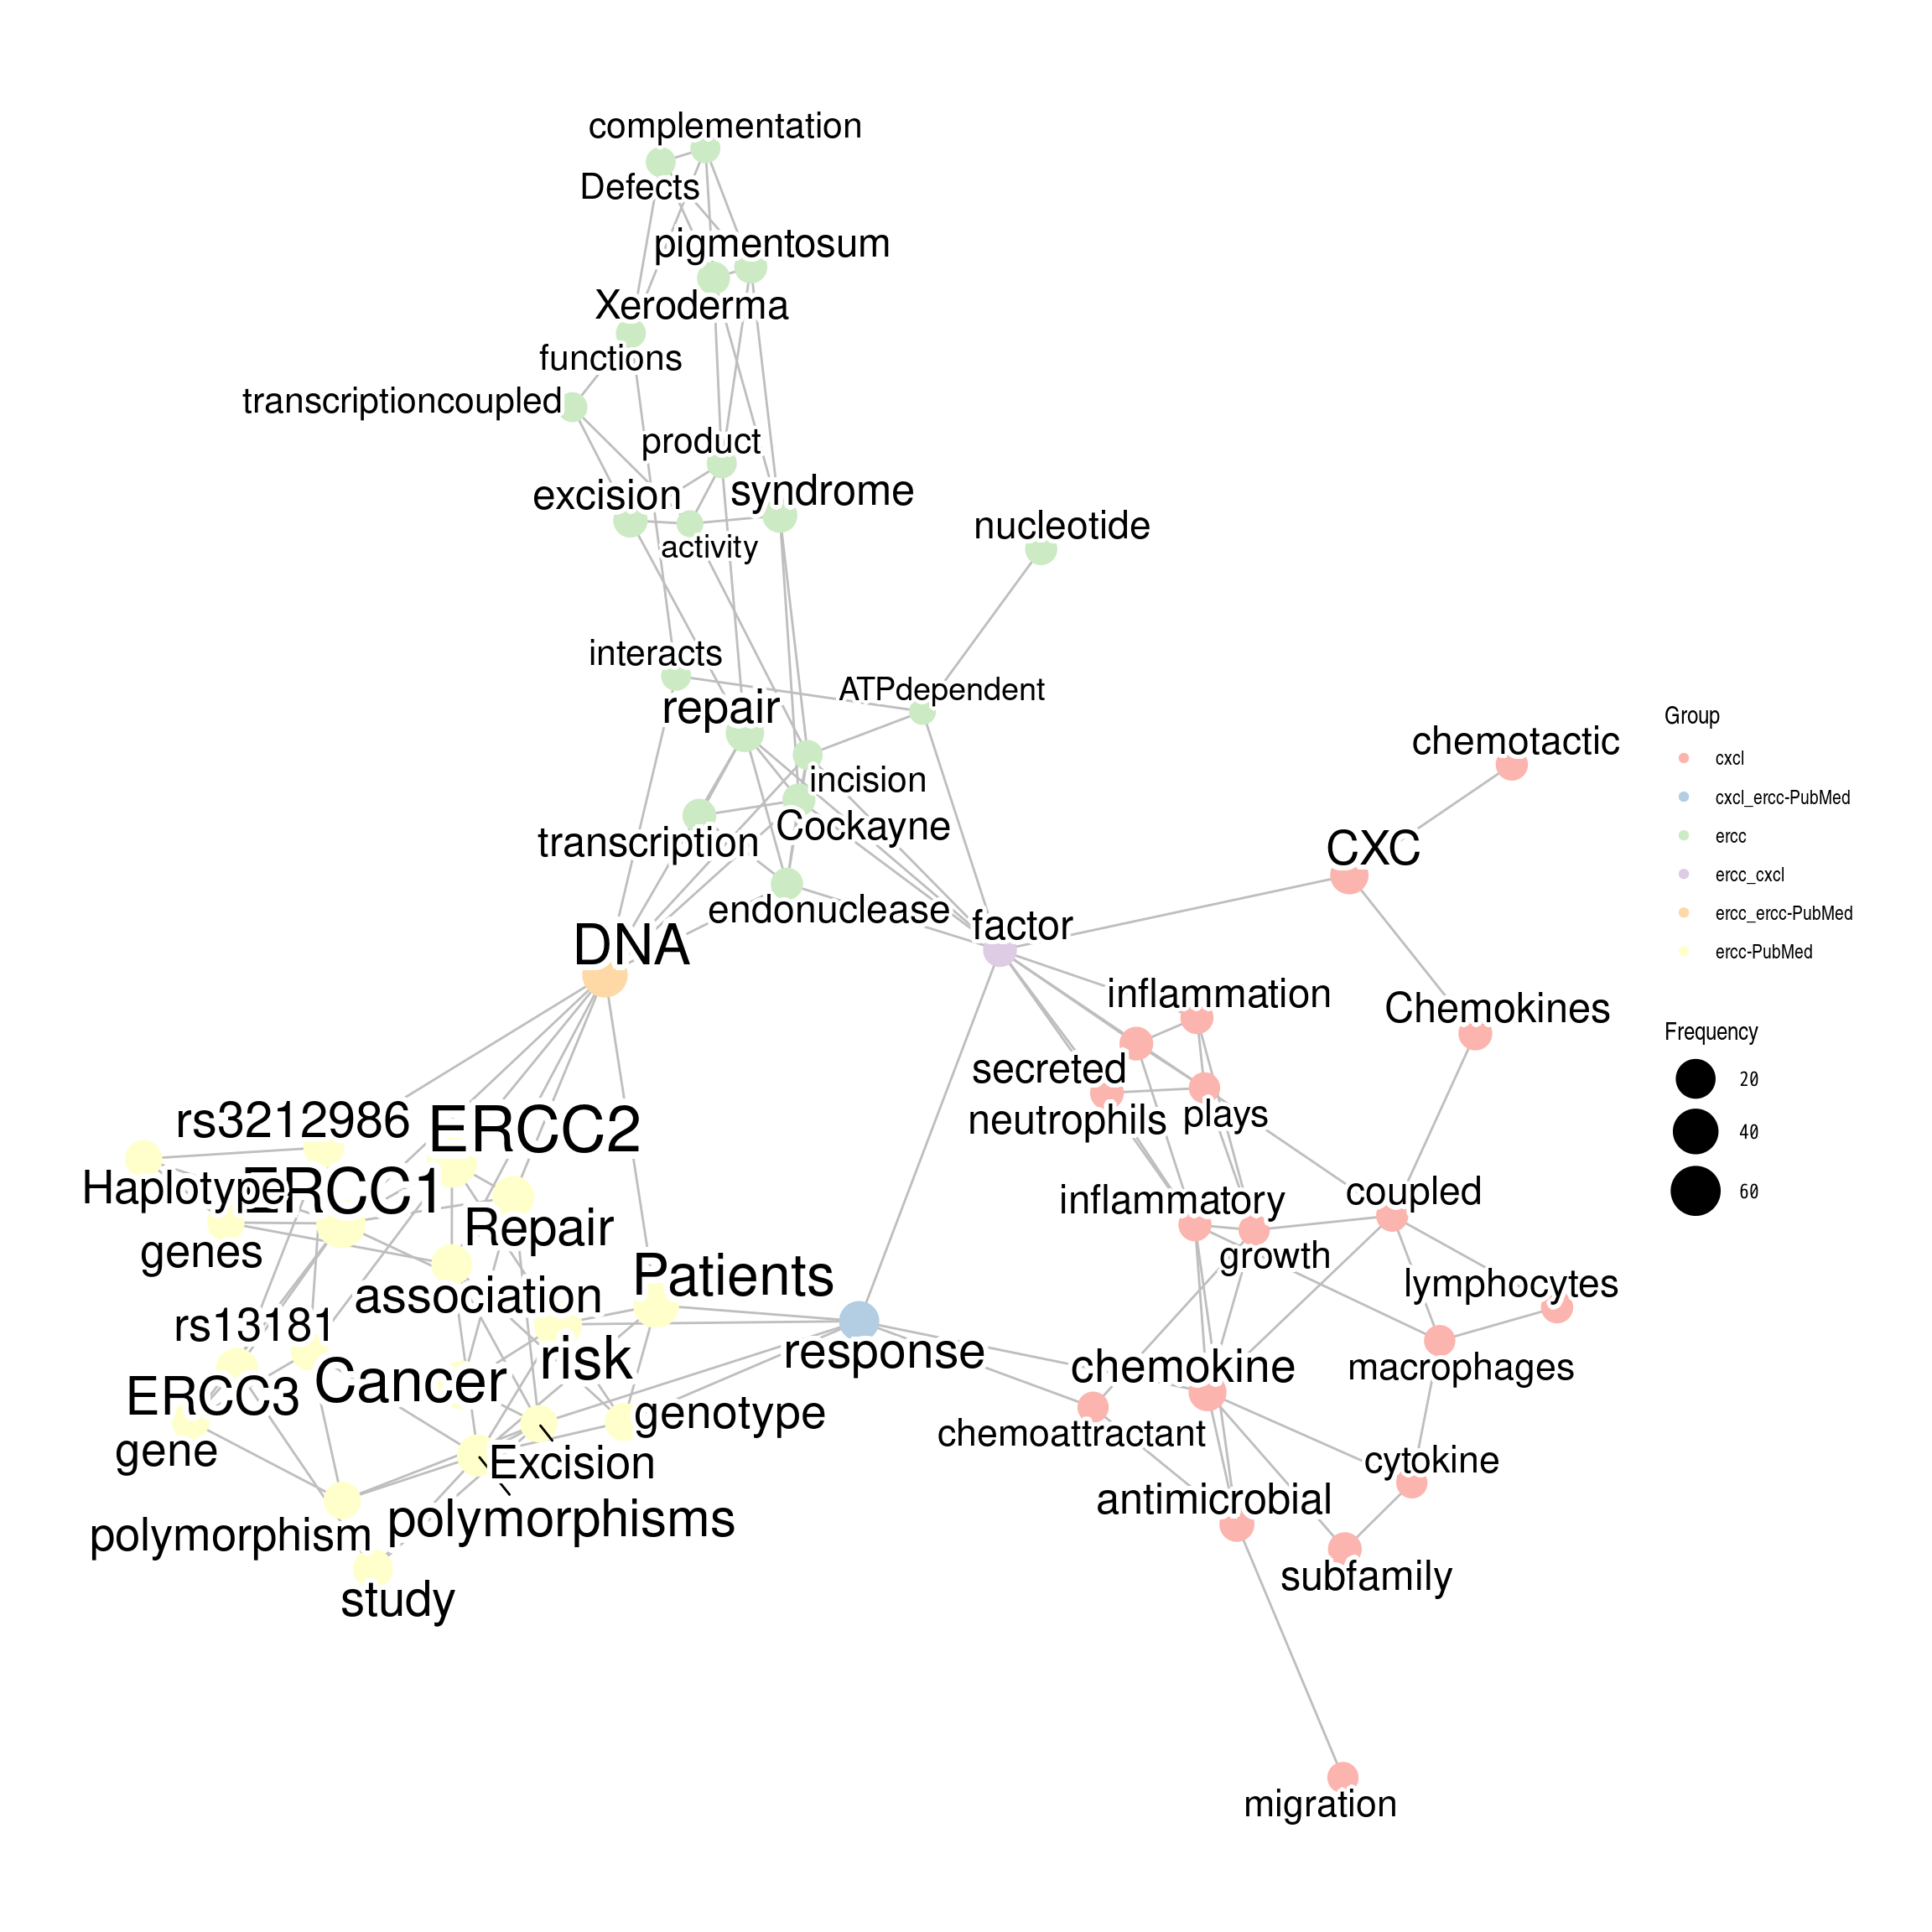 complementation
Defects
pigmentosum
Xeroderma
functions
transcriptioncoupled
product
excision
syndrome
activity
nucleotide
interacts
repair
ATPdependent
incision
Cockayne
transcription
endonuclease
DNA
factor
chemotactic
CXC
Chemokines
inflammation
secreted
neutrophils
plays
inflammatory
coupled
growth
lymphocytes
macrophages
chemokine
chemoattractant
cytokine
antimicrobial
subfamily
migration
response
rs3212986
ERCC2
Haplotype
ERCC1
genes
Repair
association
Patients
rs13181
Cancer
risk
ERCC3
gene
genotype
Excision
polymorphisms
polymorphism
study
Group
cxcl
cxcl_ercc-PubMed
ercc
ercc_cxcl
ercc_ercc-PubMed
ercc-PubMed
Frequency
20
40
60